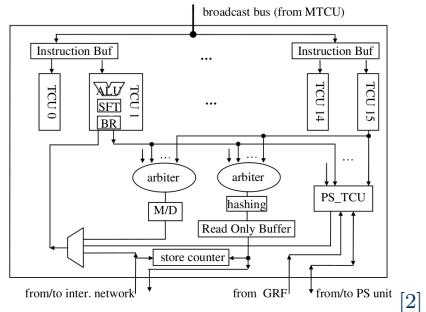 broadcast bus (from MTCU)
Instruction Buf ... Instruction Buf
TCU 0
ALU
SFT
BR
TCU 1
...
TCU 14
TCU 15
... ... ...
arbiter arbiter
PS_TCU
M/D hashing
Read Only Buffer
store counter
from/to inter. network from GRF from/to PS unit [2]